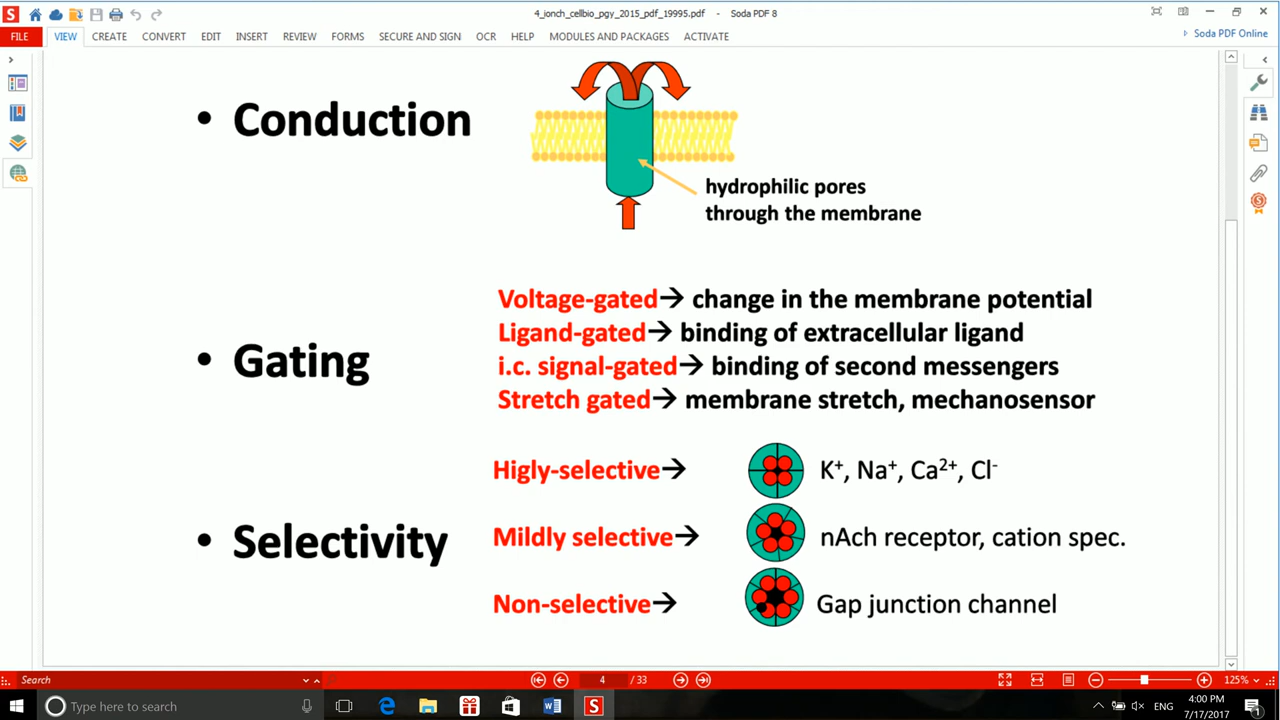 4_ionch_cellbio_pgy_2015_pdf_19995.pdf - Soda PDF 8
FILE VIEW CREATE CONVERT EDIT INSERT REVIEW FORMS SECURE AND SIGN OCR HELP MODULES AND PACKAGES ACTIVATE Soda PDF Online
• Conduction
hydrophilic pores
through the membrane
• Gating
Voltage-gated→ change in the membrane potential
Ligand-gated→ binding of extracellular ligand
i.c. signal-gated→ binding of second messengers
Stretch gated→ membrane stretch, mechanosensor
• Selectivity
Higly-selective→ K⁺, Na⁺, Ca²⁺, Cl⁻
Mildly selective→ nAch receptor, cation spec.
Non-selective→ Gap junction channel
Search 4 / 33 125%
Type here to search ENG 4:00 PM
7/17/2017